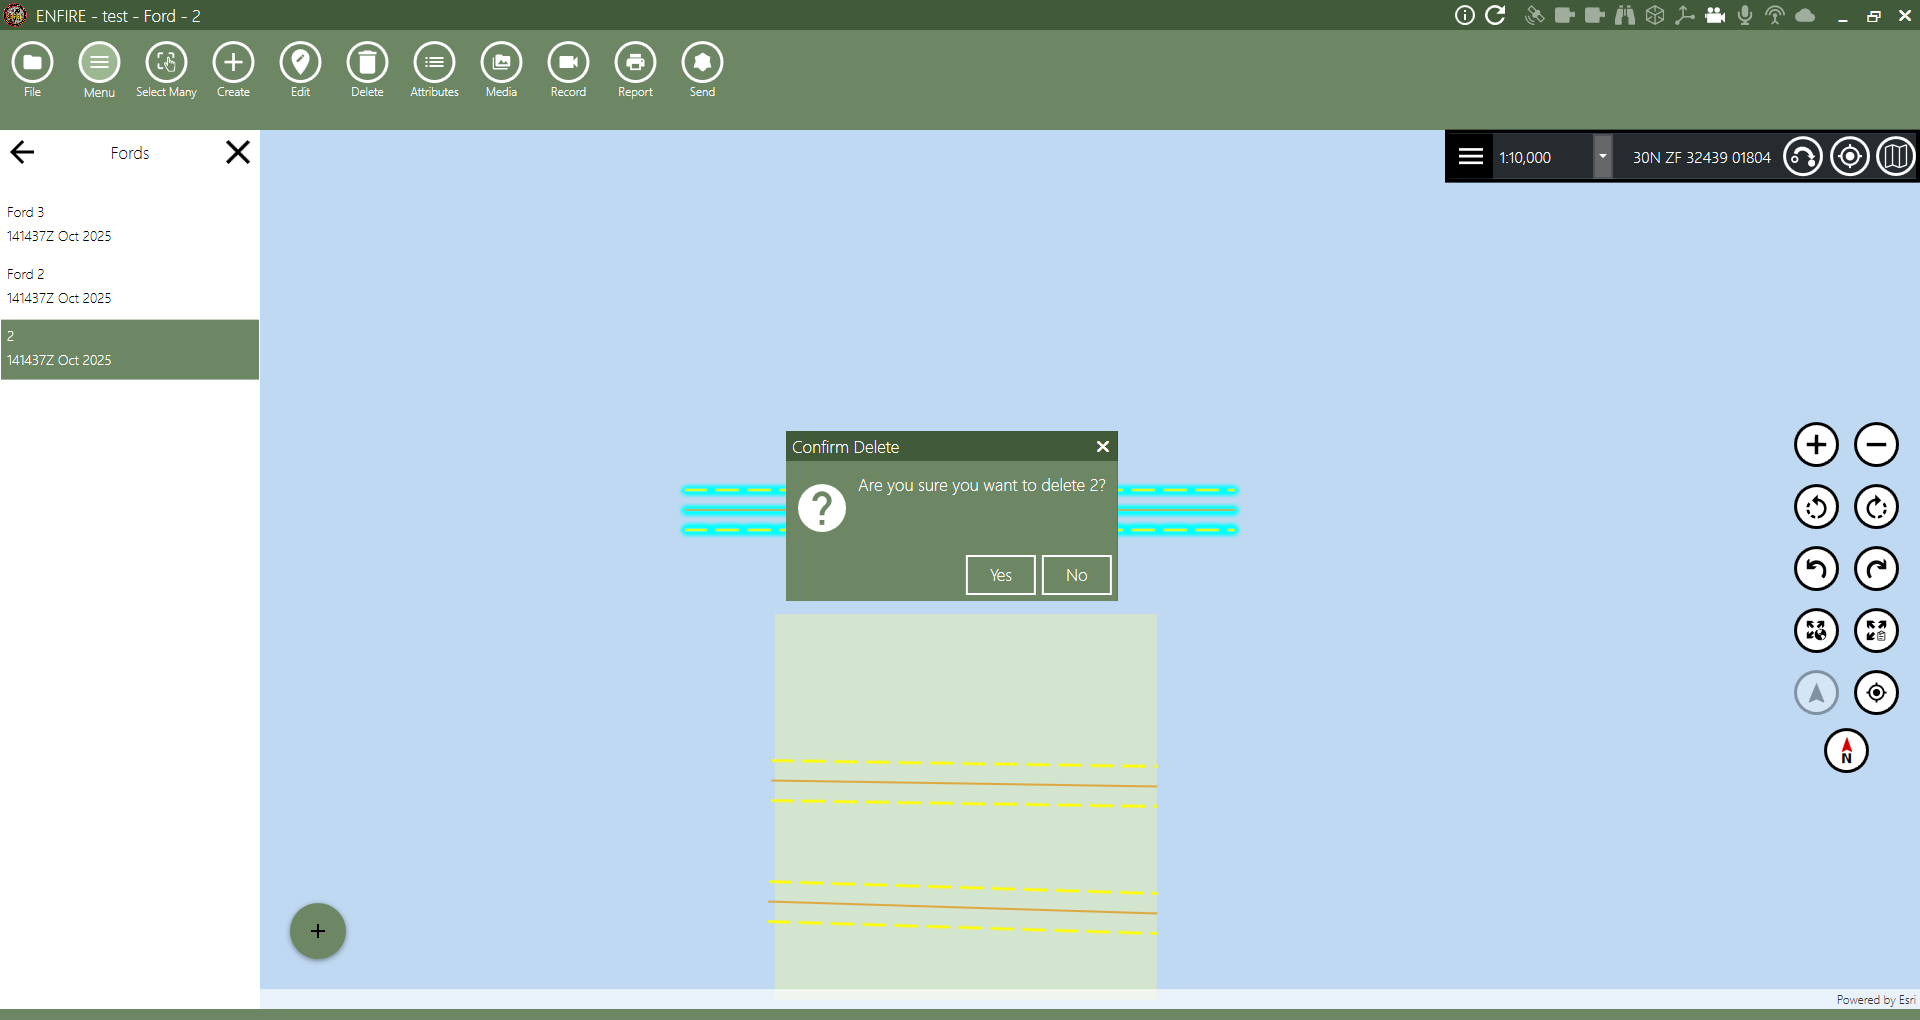 ENFIRE - test - Ford - 2
File
Menu
Select Many
Create
Edit
Delete
Attributes
Media
Record
Report
Send
Fords
1:10,000
30N ZF 32439 01804
Ford 3
141437Z Oct 2025
Ford 2
141437Z Oct 2025
2
141437Z Oct 2025
Confirm Delete
Are you sure you want to delete 2?
Yes
No
N
Powered by Esri